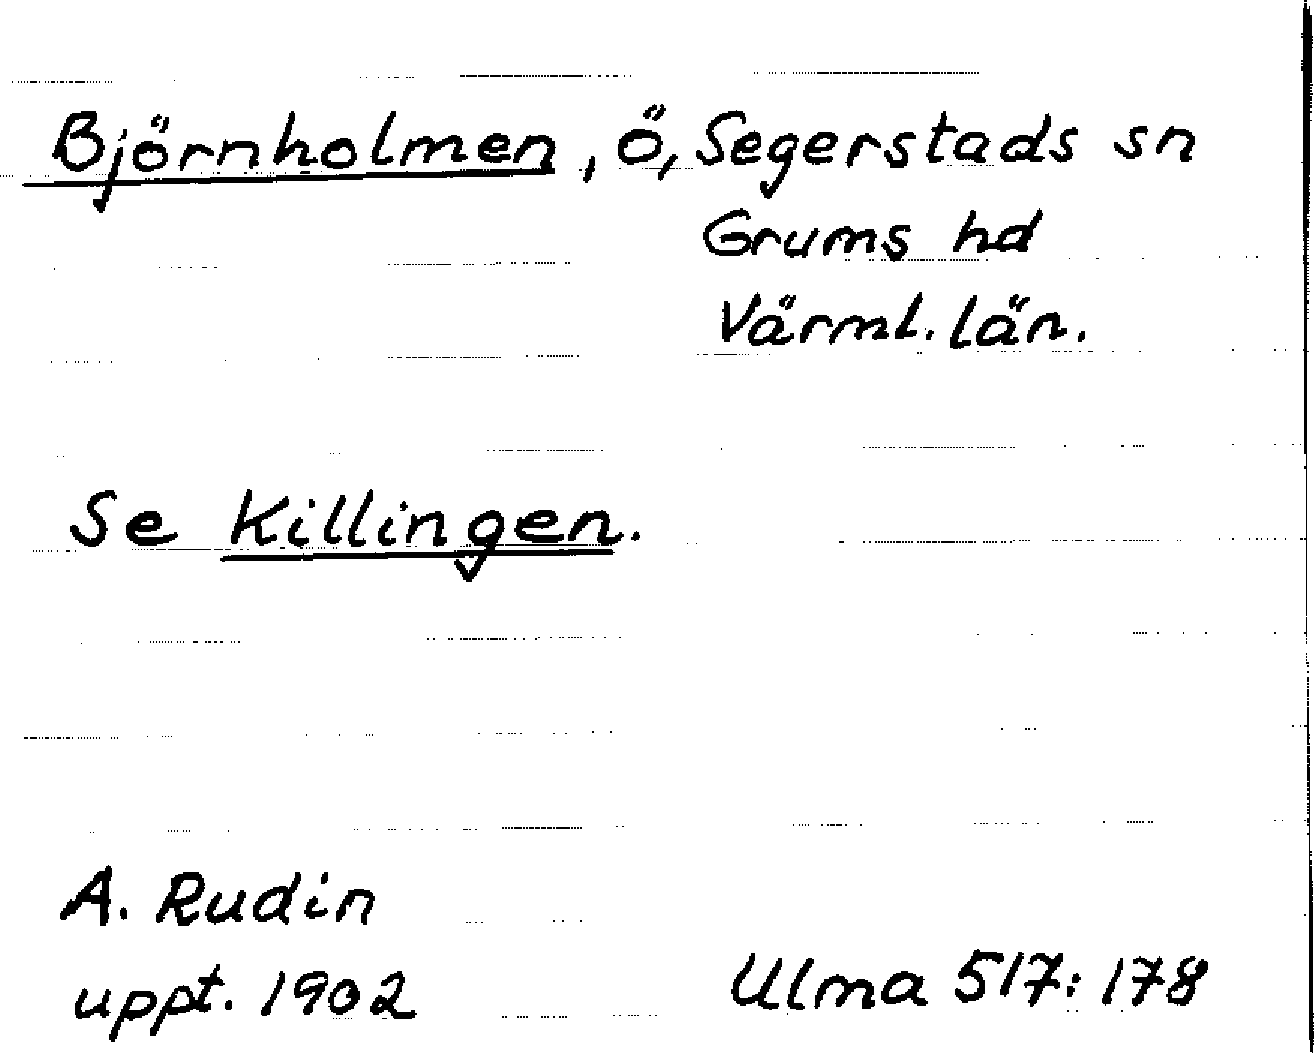 Björnholmen, Ö, Segerstads sn
Grums hd
Värml. län.
Se Killingen.
A. Rudin
uppt. 1902
Ulma 517:178